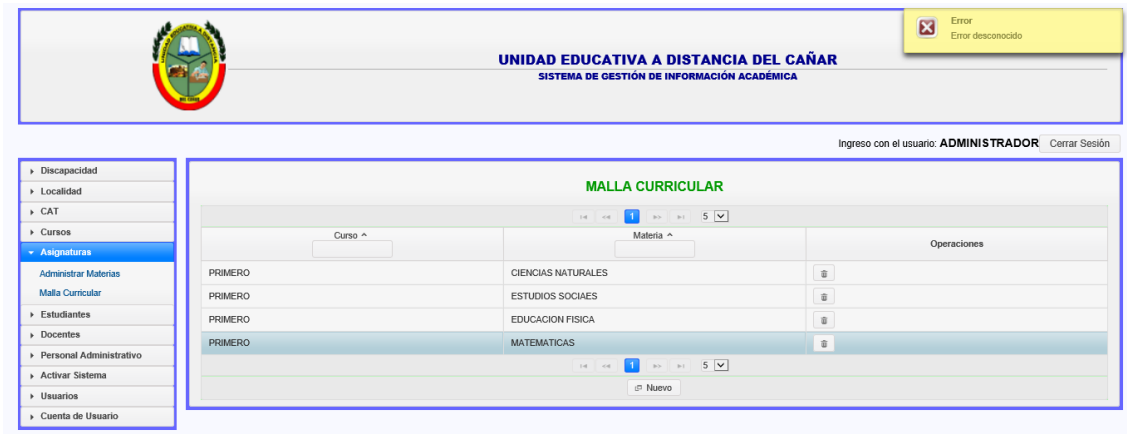 Error
Error desconocido
UNIDAD EDUCATIVA A DISTANCIA DEL CAÑAR
SISTEMA DE GESTIÓN DE INFORMACIÓN ACADÉMICA
Ingreso con el usuario: ADMINISTRADOR Cerrar Sesión
Discapacidad
Localidad
CAT
Cursos
Asignaturas
Administrar Materias
Malla Curricular
Estudiantes
Docentes
Personal Administrativo
Activar Sistema
Usuarios
Cuenta de Usuario
MALLA CURRICULAR
1 5
Curso Materia Operaciones
PRIMERO CIENCIAS NATURALES
PRIMERO ESTUDIOS SOCIAES
PRIMERO EDUCACION FISICA
PRIMERO MATEMATICAS
1 5
Nuevo